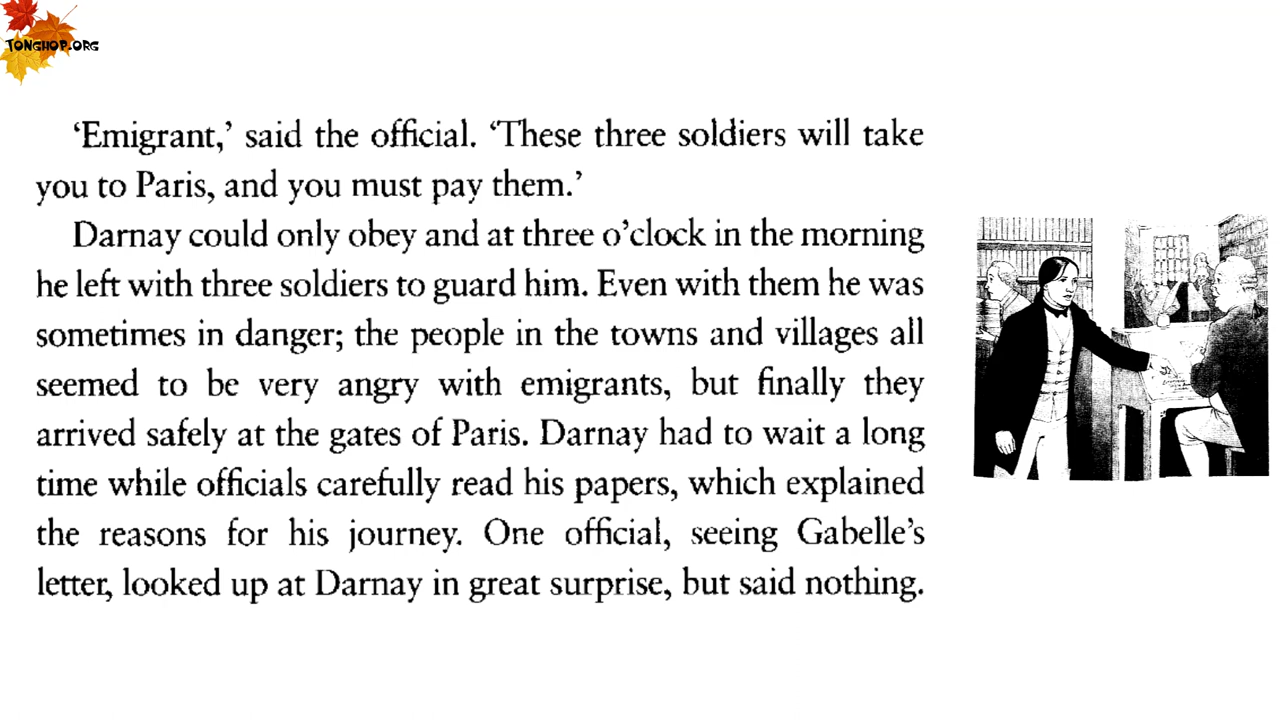 TONGHOP.ORG
‘Emigrant,’ said the official. ‘These three soldiers will take
you to Paris, and you must pay them.’
Darnay could only obey and at three o’clock in the morning
he left with three soldiers to guard him. Even with them he was
sometimes in danger; the people in the towns and villages all
seemed to be very angry with emigrants, but finally they
arrived safely at the gates of Paris. Darnay had to wait a long
time while officials carefully read his papers, which explained
the reasons for his journey. One official, seeing Gabelle’s
letter, looked up at Darnay in great surprise, but said nothing.